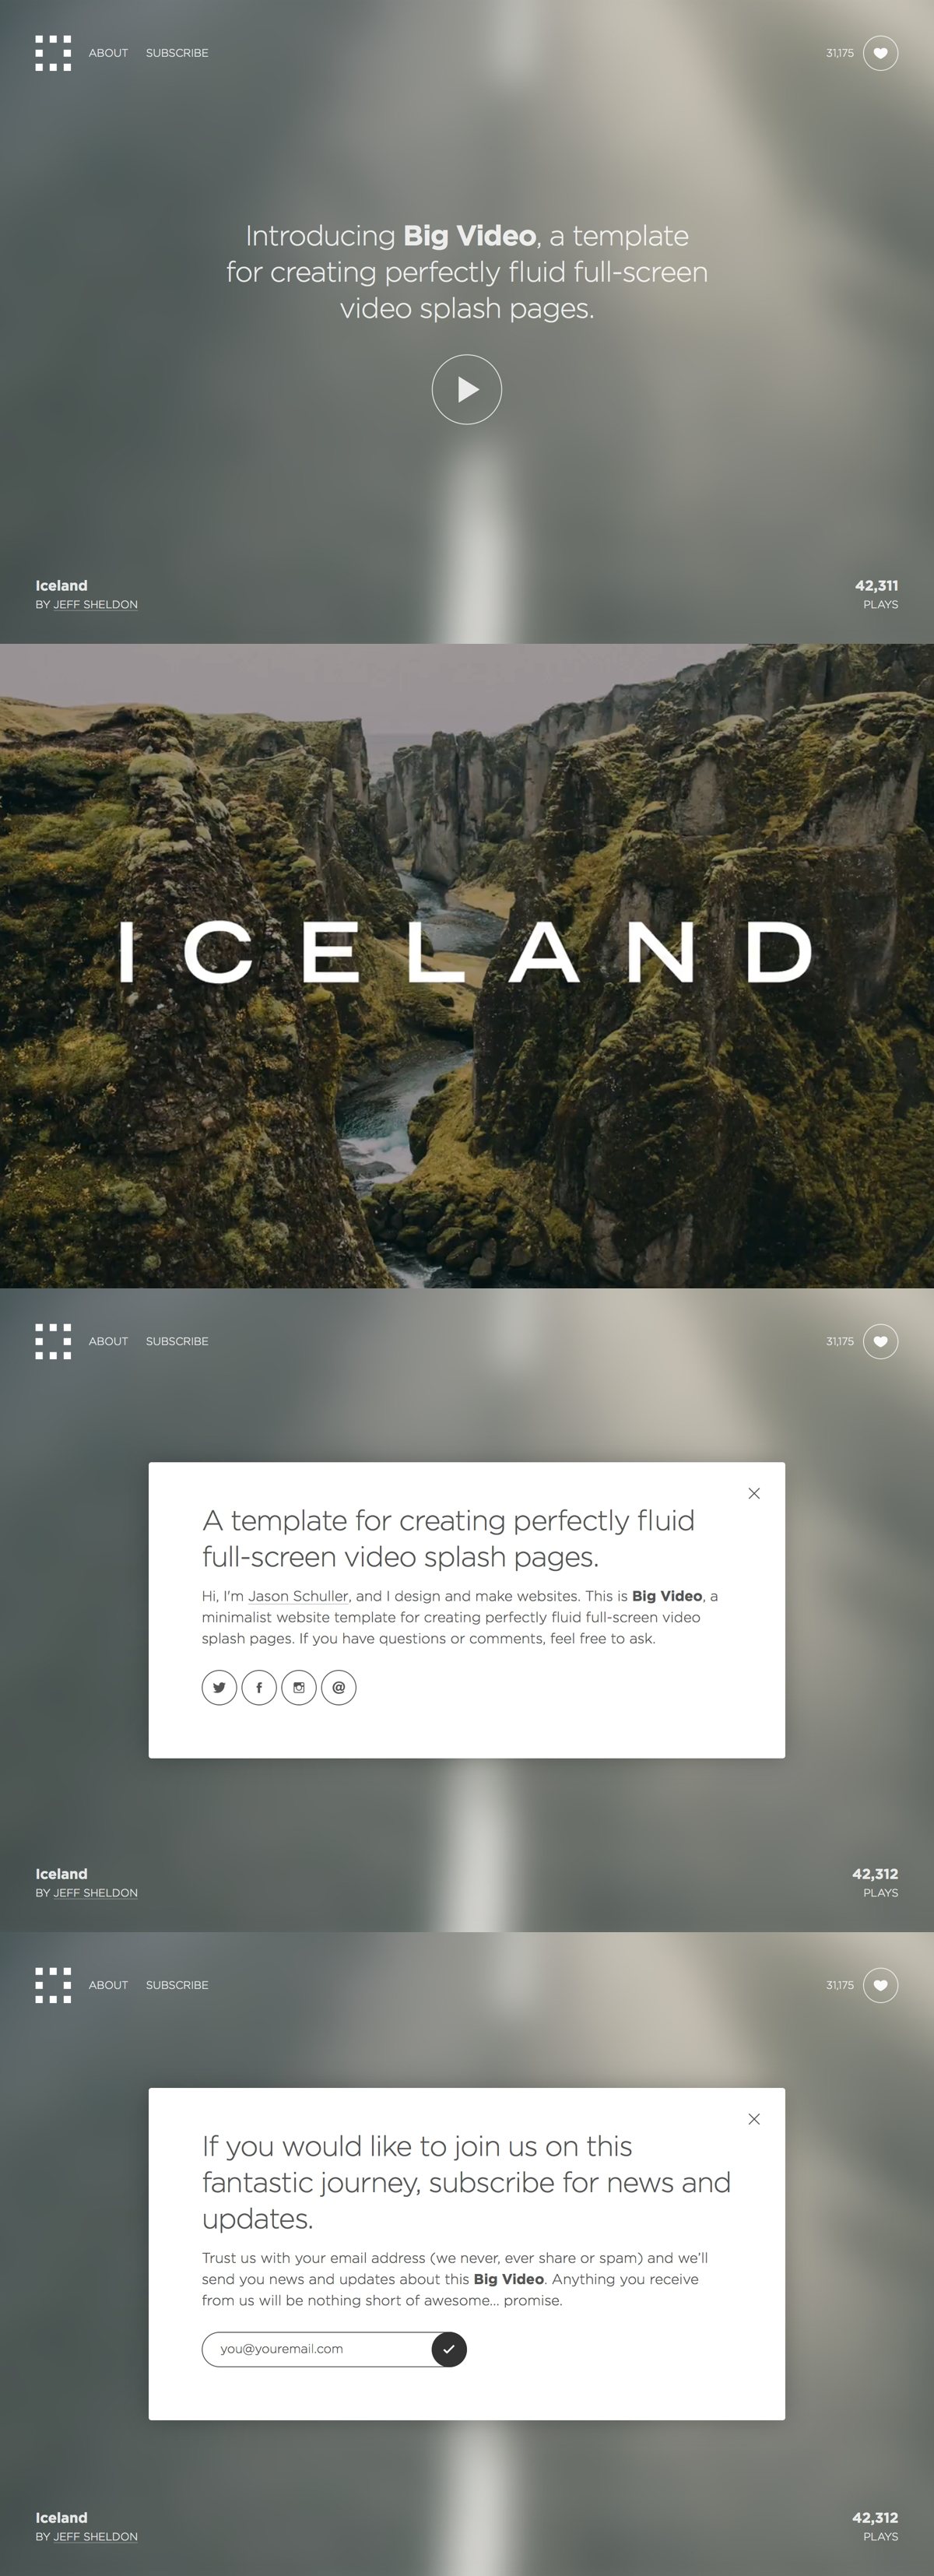 ABOUT SUBSCRIBE 31,175
Introducing Big Video, a template
for creating perfectly fluid full-screen
video splash pages.
Iceland
BY JEFF SHELDON
42,311
PLAYS
ICELAND
ABOUT SUBSCRIBE 31,175
A template for creating perfectly fluid
full-screen video splash pages.
Hi, I'm Jason Schuller, and I design and make websites. This is Big Video, a
minimalist website template for creating perfectly fluid full-screen video
splash pages. If you have questions or comments, feel free to ask.
@
Iceland
BY JEFF SHELDON
42,312
PLAYS
ABOUT SUBSCRIBE 31,175
If you would like to join us on this
fantastic journey, subscribe for news and
updates.
Trust us with your email address (we never, ever share or spam) and we'll
send you news and updates about this Big Video. Anything you receive
from us will be nothing short of awesome... promise.
you@youremail.com
Iceland
BY JEFF SHELDON
42,312
PLAYS